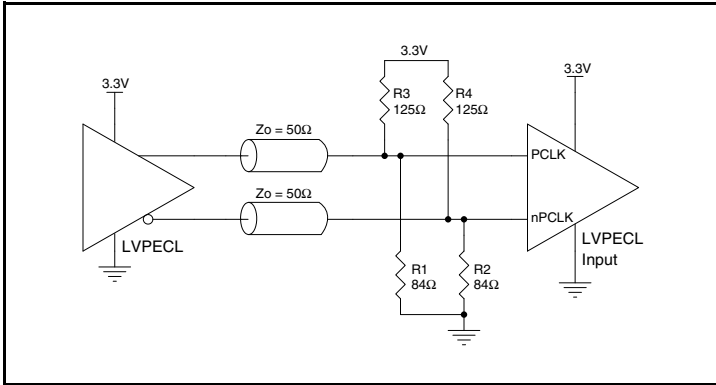 3.3V
3.3V
3.3V
R3
125Ω
R4
125Ω
Zo = 50Ω
PCLK
Zo = 50Ω
nPCLK
LVPECL
LVPECL
Input
R1
84Ω
R2
84Ω